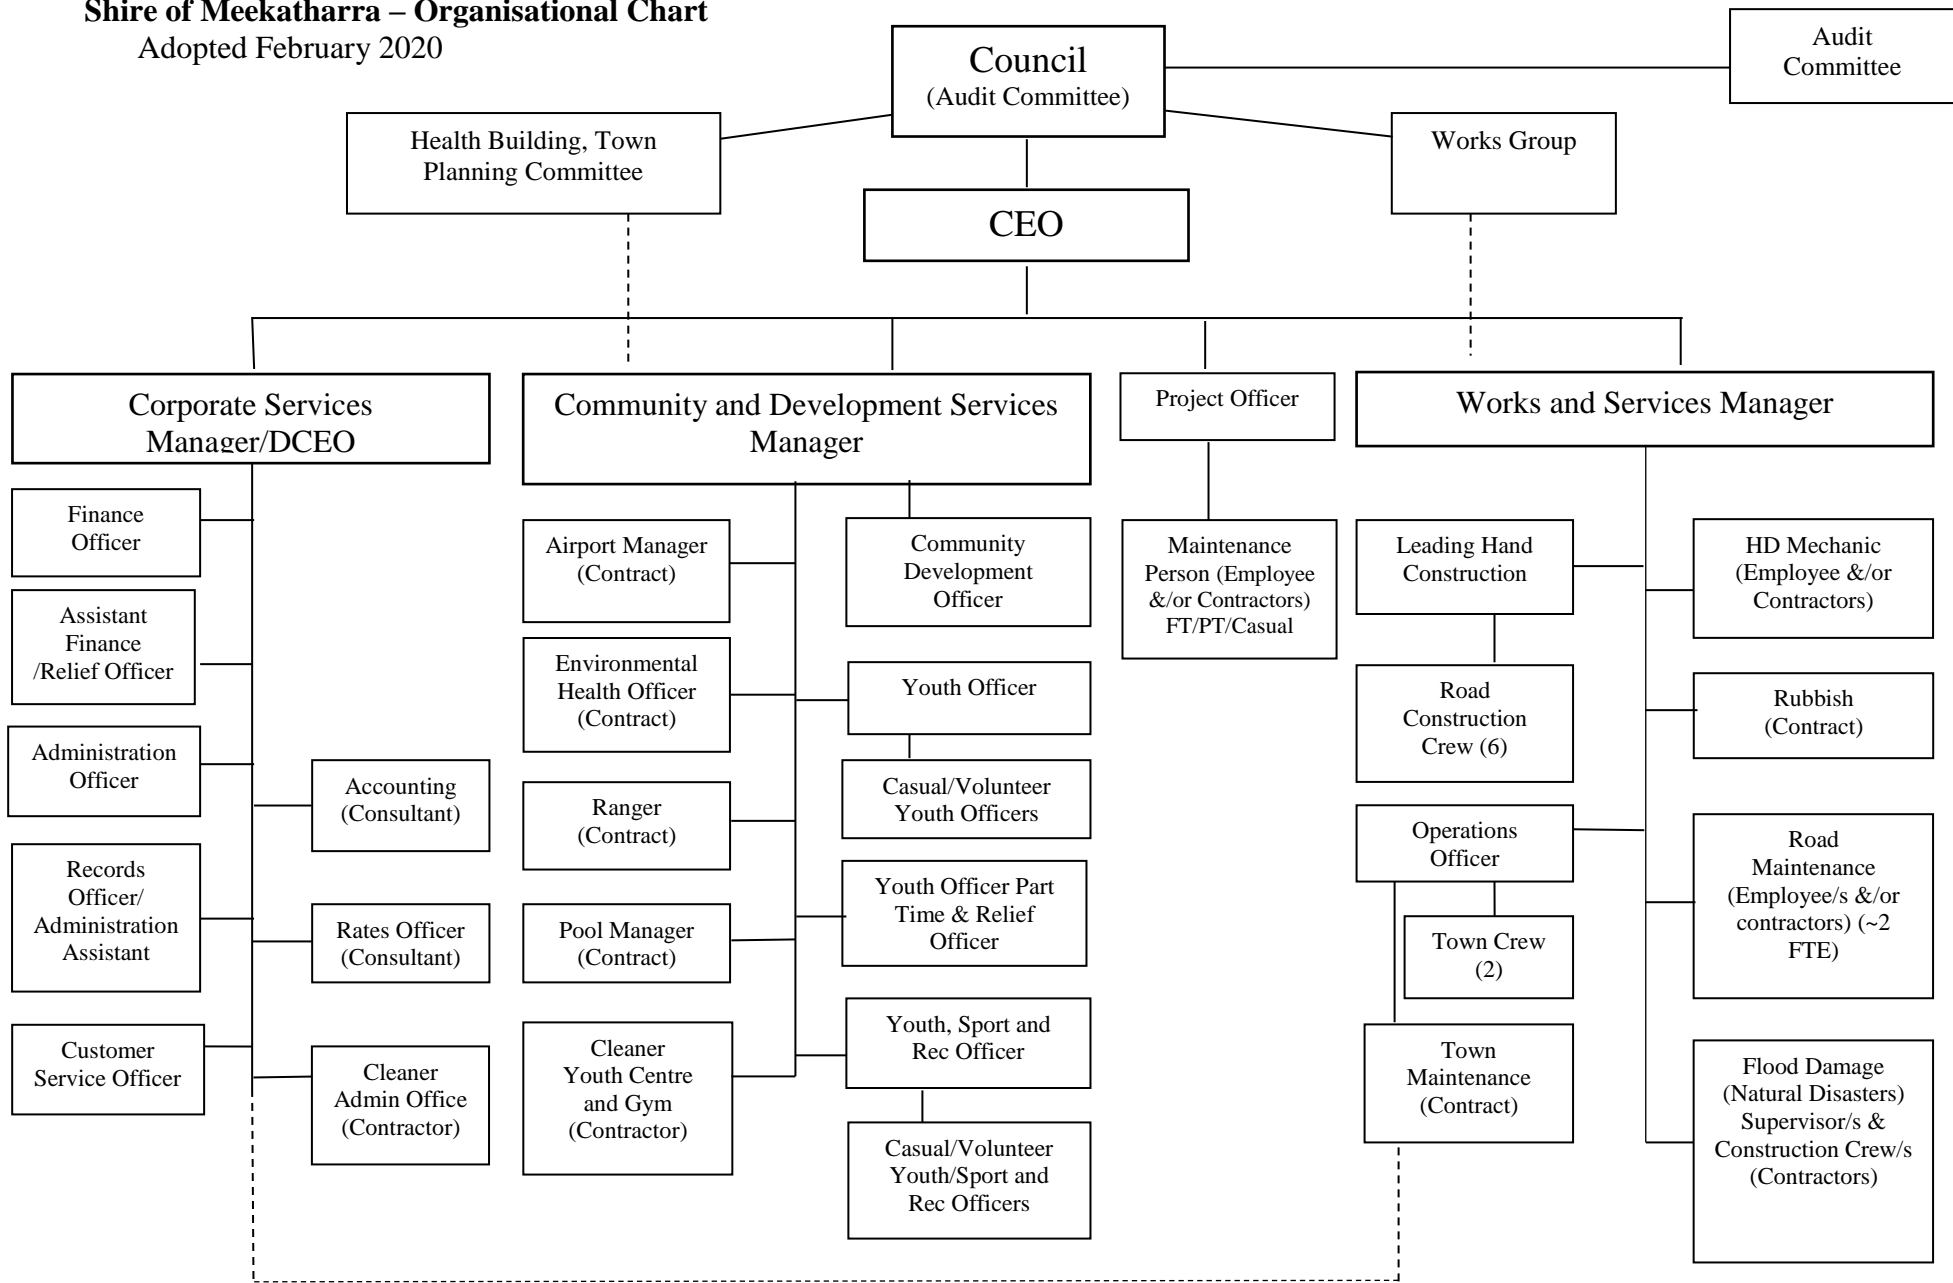 Shire of Meekatharra – Organisational Chart
Adopted February 2020
Council
(Audit Committee)
Audit
Committee
Health Building, Town
Planning Committee
Works Group
CEO
Corporate Services
Manager/DCEO
Community and Development Services
Manager
Project Officer
Works and Services Manager
Finance
Officer
Assistant
Finance
/Relief Officer
Administration
Officer
Records
Officer/
Administration
Assistant
Customer
Service Officer
Accounting
(Consultant)
Rates Officer
(Consultant)
Cleaner
Admin Office
(Contractor)
Airport Manager
(Contract)
Environmental
Health Officer
(Contract)
Ranger
(Contract)
Pool Manager
(Contract)
Cleaner
Youth Centre
and Gym
(Contractor)
Community
Development
Officer
Youth Officer
Casual/Volunteer
Youth Officers
Youth Officer Part
Time & Relief
Officer
Youth, Sport and
Rec Officer
Casual/Volunteer
Youth/Sport and
Rec Officers
Maintenance
Person (Employee
&/or Contractors)
FT/PT/Casual
Leading Hand
Construction
Road
Construction
Crew (6)
Operations
Officer
Town Crew
(2)
Town
Maintenance
(Contract)
HD Mechanic
(Employee &/or
Contractors)
Rubbish
(Contract)
Road
Maintenance
(Employee/s &/or
contractors) (~2
FTE)
Flood Damage
(Natural Disasters)
Supervisor/s &
Construction Crew/s
(Contractors)